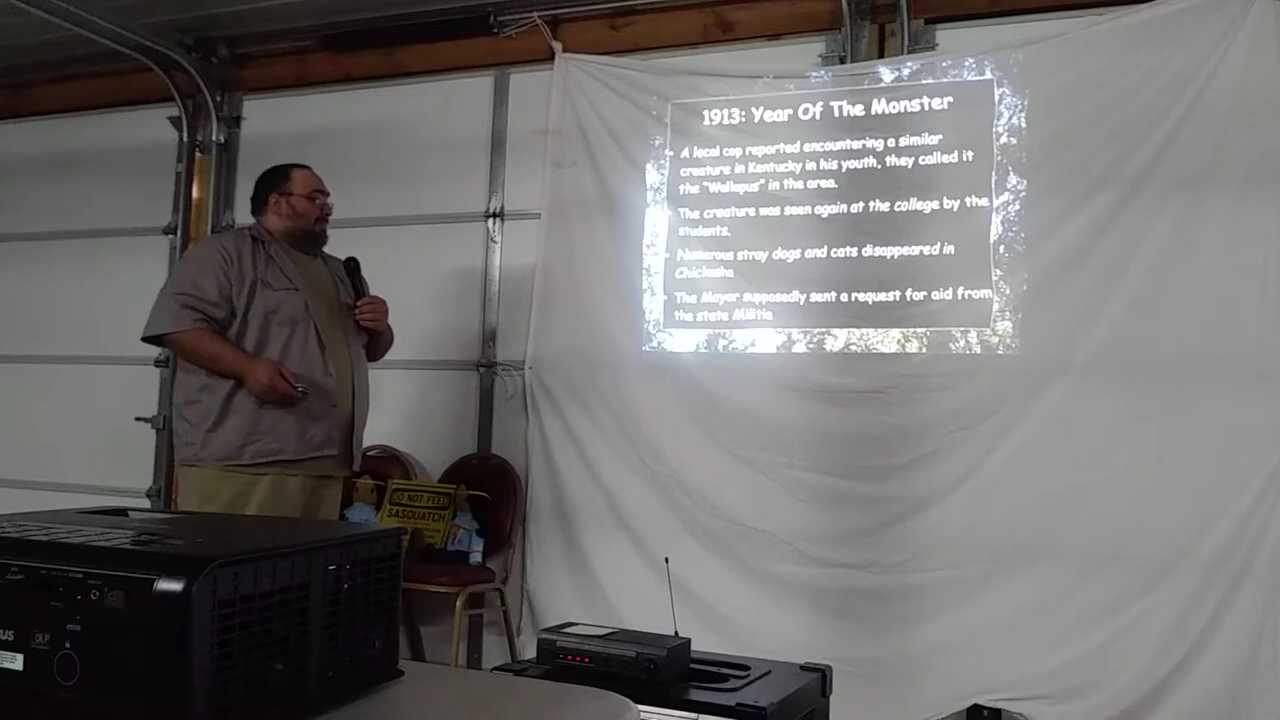 1913: Year Of The Monster
• A local cop reported encountering a similar
creature in Kentucky in his youth, they called it
the "Wallapus" in the area.
• The creature was seen again at the college by the
students.
• Numerous stray dogs and cats disappeared in
Chickasha
• The Mayor supposedly sent a request for aid from
the state Militia
DO NOT FEED
SASQUATCH
us
DLP